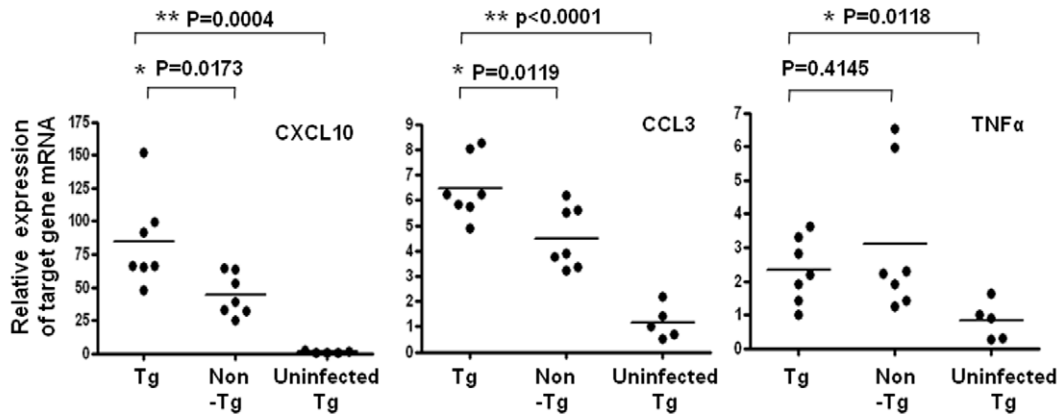 ** P=0.0004
* P=0.0173
CXCL10
Relative expression
of target gene mRNA
175
150
125
100
75
50
25
0
Tg
Non
-Tg
Uninfected
Tg
** p<0.0001
* P=0.0119
CCL3
9
8
7
6
5
4
3
2
1
0
Tg
Non
-Tg
Uninfected
Tg
* P=0.0118
P=0.4145
TNFα
7
6
5
4
3
2
1
0
Tg
Non
-Tg
Uninfected
Tg